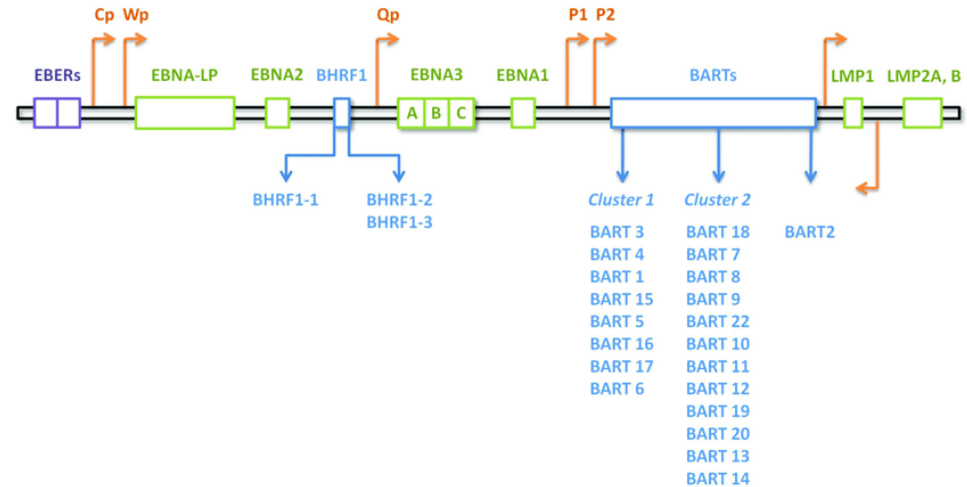 Cp Wp Qp P1 P2
EBERs EBNA-LP EBNA2 BHRF1 EBNA3 EBNA1 BARTs LMP1 LMP2A, B
A B C
BHRF1-1 BHRF1-2 Cluster 1 Cluster 2
BHRF1-3
BART 3 BART 18 BART2
BART 4 BART 7
BART 1 BART 8
BART 15 BART 9
BART 5 BART 22
BART 16 BART 10
BART 17 BART 11
BART 6 BART 12
BART 19
BART 20
BART 13
BART 14